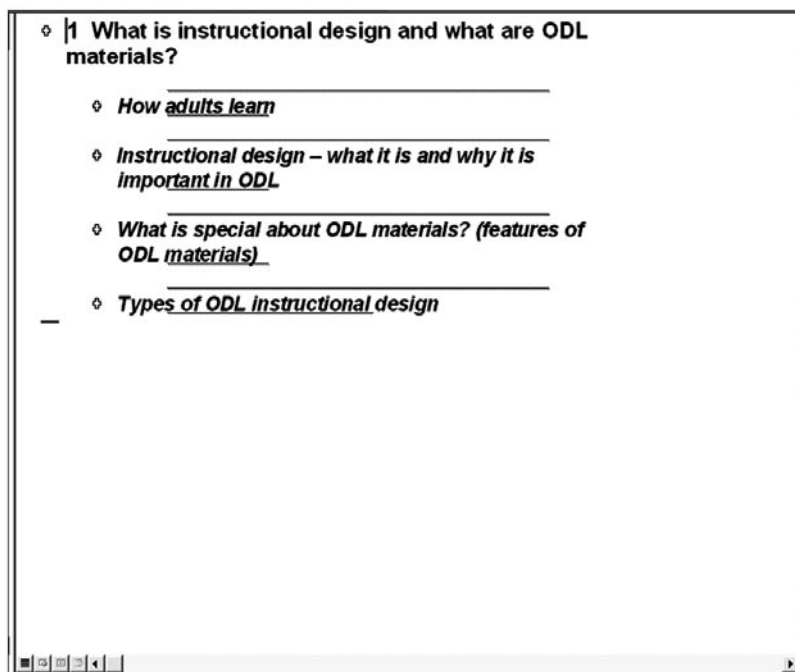 1 What is instructional design and what are ODL
materials?
How adults learn
Instructional design – what it is and why it is
important in ODL
What is special about ODL materials? (features of
ODL materials)
Types of ODL instructional design